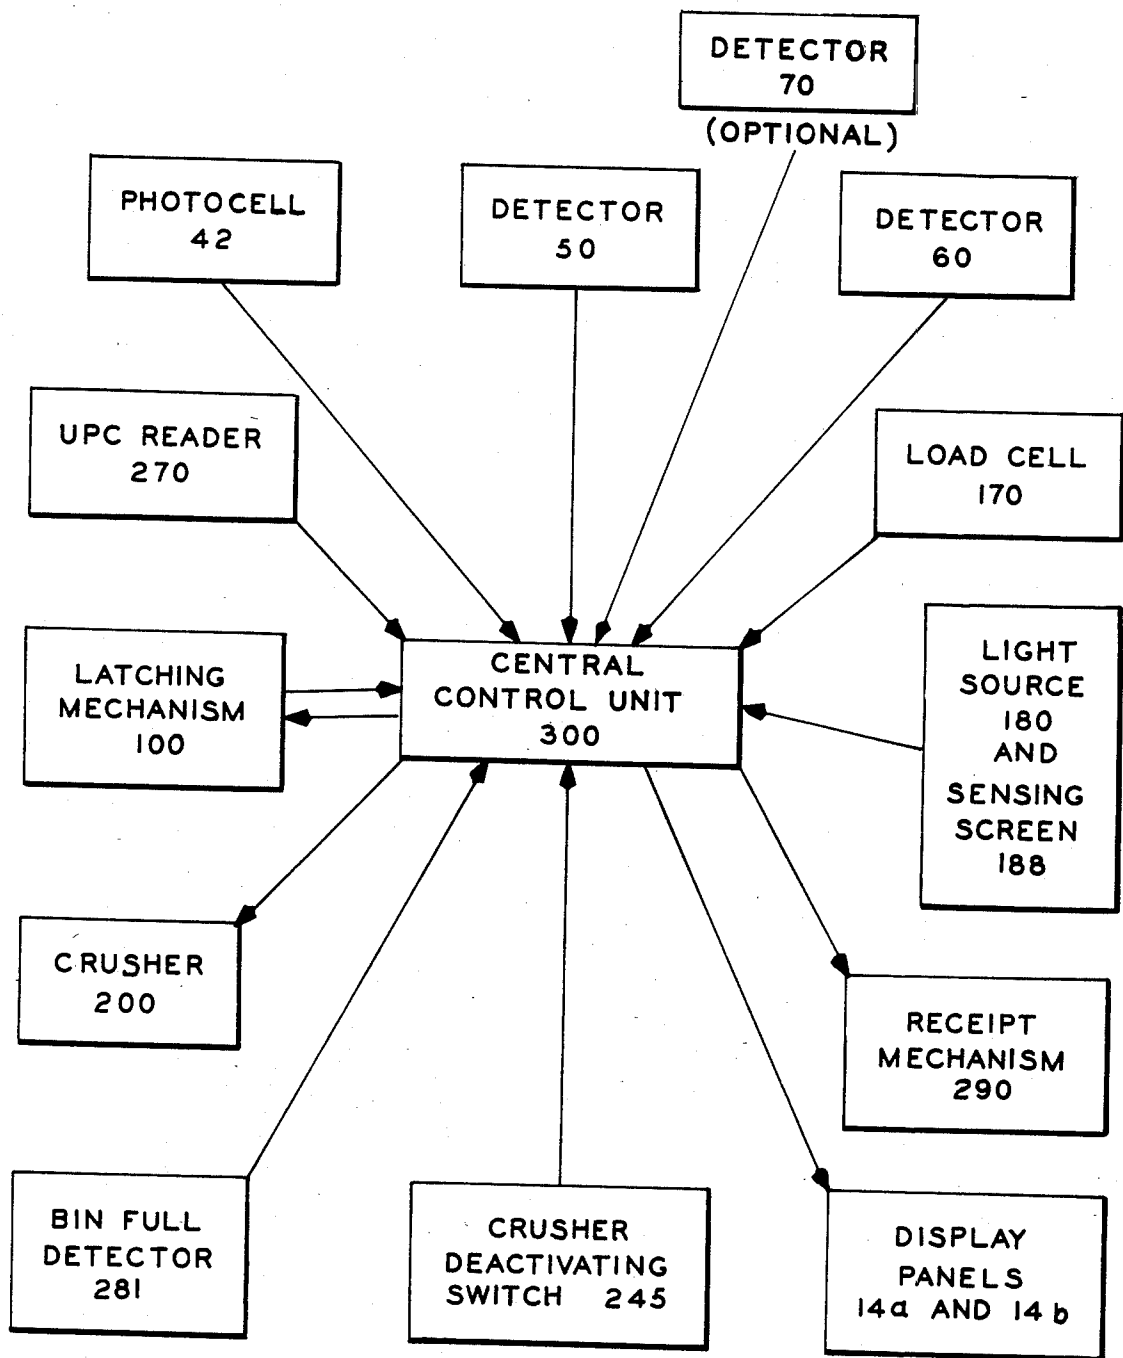 DETECTOR
70
(OPTIONAL)
PHOTOCELL
42
DETECTOR
50
DETECTOR
60
UPC READER
270
LOAD CELL
170
LATCHING
MECHANISM
100
CENTRAL
CONTROL UNIT
300
LIGHT
SOURCE
180
AND
SENSING
SCREEN
188
CRUSHER
200
RECEIPT
MECHANISM
290
BIN FULL
DETECTOR
281
CRUSHER
DEACTIVATING
SWITCH 245
DISPLAY
PANELS
14a AND 14b